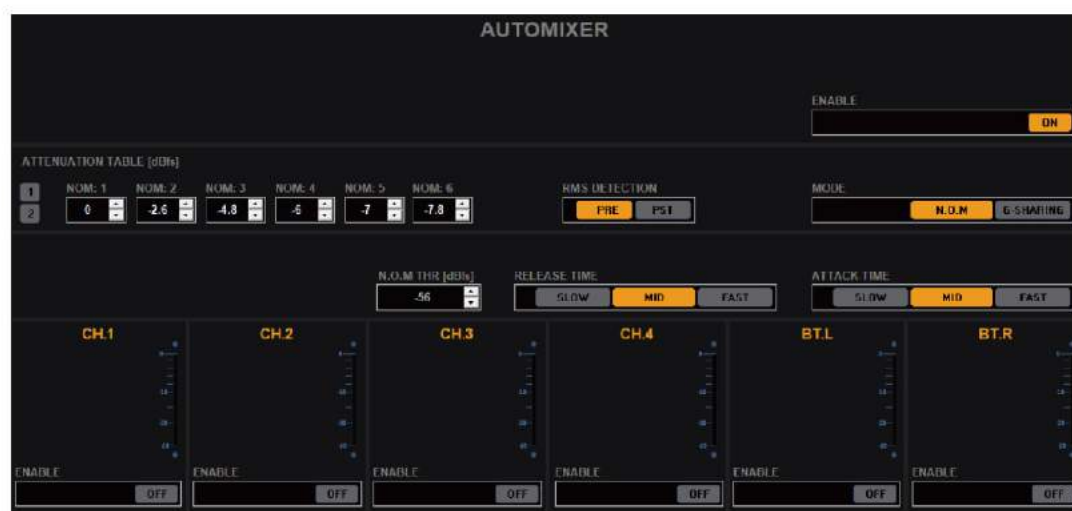 AUTOMIXER
ENABLE
ON
ATTENUATION TABLE [dBfs]
1
2
NOM: 1 NOM: 2 NOM: 3 NOM: 4 NOM: 5 NOM: 6
0 -2.6 -4.8 -6 -7 -7.8
RMS DETECTION
PRE PST
MODE
N.O.M G-SHARING
N.O.M THR [dBfs]
-56
RELEASE TIME
SLOW MID FAST
ATTACK TIME
SLOW MID FAST
CH.1 CH.2 CH.3 CH.4 BT.L BT.R
ENABLE ENABLE ENABLE ENABLE ENABLE ENABLE
OFF OFF OFF OFF OFF OFF